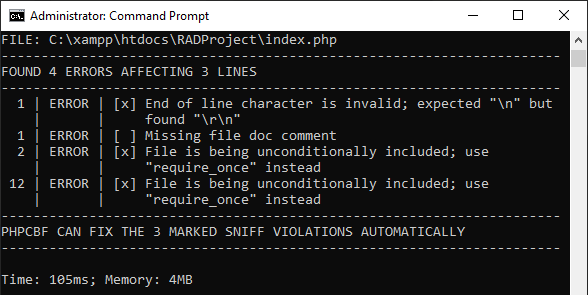 Administrator: Command Prompt
FILE: C:\xampp\htdocs\RADProject\index.php
----------------------------------------------------------------------
FOUND 4 ERRORS AFFECTING 3 LINES
----------------------------------------------------------------------
  1 | ERROR | [x] End of line character is invalid; expected "\n" but
    |       |     found "\r\n"
  1 | ERROR | [ ] Missing file doc comment
  2 | ERROR | [x] File is being unconditionally included; use
    |       |     "require_once" instead
 12 | ERROR | [x] File is being unconditionally included; use
    |       |     "require_once" instead
----------------------------------------------------------------------
PHPCBF CAN FIX THE 3 MARKED SNIFF VIOLATIONS AUTOMATICALLY
----------------------------------------------------------------------
Time: 105ms; Memory: 4MB